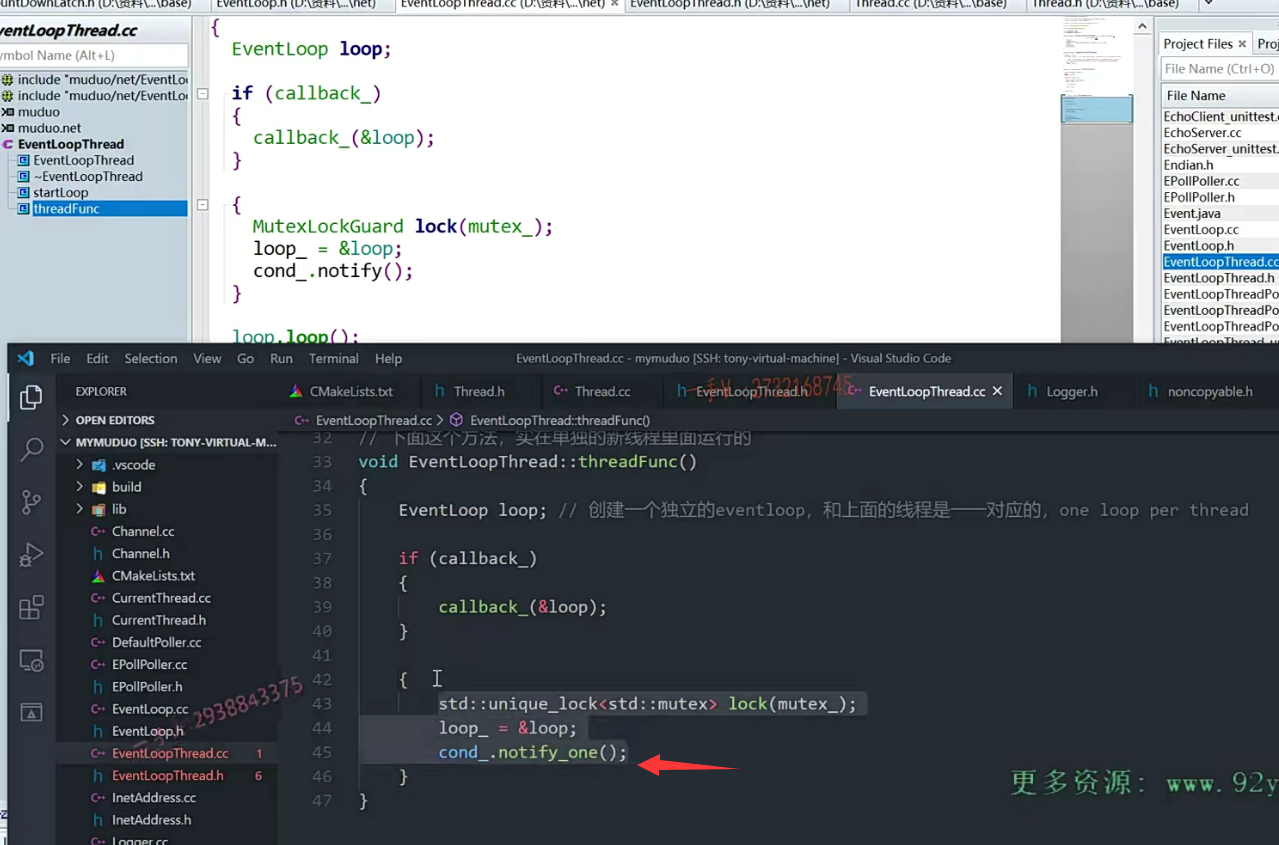 ountDownLatch.h (D:\资料\...\base)
EventLoop.h (D:\资料\...\net)
EventLoopThread.cc (D:\资料\...\net) ×
EventLoopThread.h (D:\资料\...\net)
Thread.cc (D:\资料\...\base)
Thread.h (D:\资料\...\base)
ventLoopThread.cc
ymbol Name (Alt+L)
include "muduo/net/EventLo
include "muduo/net/EventLo
muduo
muduo.net
EventLoopThread
EventLoopThread
~EventLoopThread
startLoop
threadFunc
{
EventLoop loop;
if (callback_)
{
callback_(&loop);
}
{
MutexLockGuard lock(mutex_);
loop_ = &loop;
cond_.notify();
}
loop.loop();
Project Files ×
Proj
File Name (Ctrl+O)
File Name
EchoClient_unittest.c
EchoServer.cc
EchoServer_unittest.
Endian.h
EPollPoller.cc
EPollPoller.h
Event.java
EventLoop.cc
EventLoop.h
EventLoopThread.cc
EventLoopThread.h
EventLoopThreadPo
EventLoopThreadPo
EventLoopThreadPo
File Edit Selection View Go Run Terminal Help
EventLoopThread.cc - mymuduo [SSH: tony-virtual-machine] - Visual Studio Code
EXPLORER
CMakeLists.txt
Thread.h
Thread.cc
EventLoopThread.h
EventLoopThread.cc ×
Logger.h
noncopyable.h
OPEN EDITORS
MYMUDUO [SSH: TONY-VIRTUAL-M...
.vscode
build
lib
Channel.cc
Channel.h
CMakeLists.txt
CurrentThread.cc
CurrentThread.h
DefaultPoller.cc
EPollPoller.cc
EPollPoller.h
EventLoop.cc
EventLoop.h
EventLoopThread.cc 1
EventLoopThread.h 6
InetAddress.cc
InetAddress.h
Logger.cc
EventLoopThread.cc > EventLoopThread::threadFunc()
32 // 下面这个方法，实在单独的新线程里面运行的
33 void EventLoopThread::threadFunc()
34 {
35 EventLoop loop; // 创建一个独立的eventloop，和上面的线程是一一对应的，one loop per thread
36
37 if (callback_)
38 {
39 callback_(&loop);
40 }
41
42 {
43 std::unique_lock<std::mutex> lock(mutex_);
44 loop_ = &loop;
45 cond_.notify_one();
46 }
47 }
2938843375
更多资源：www.92y